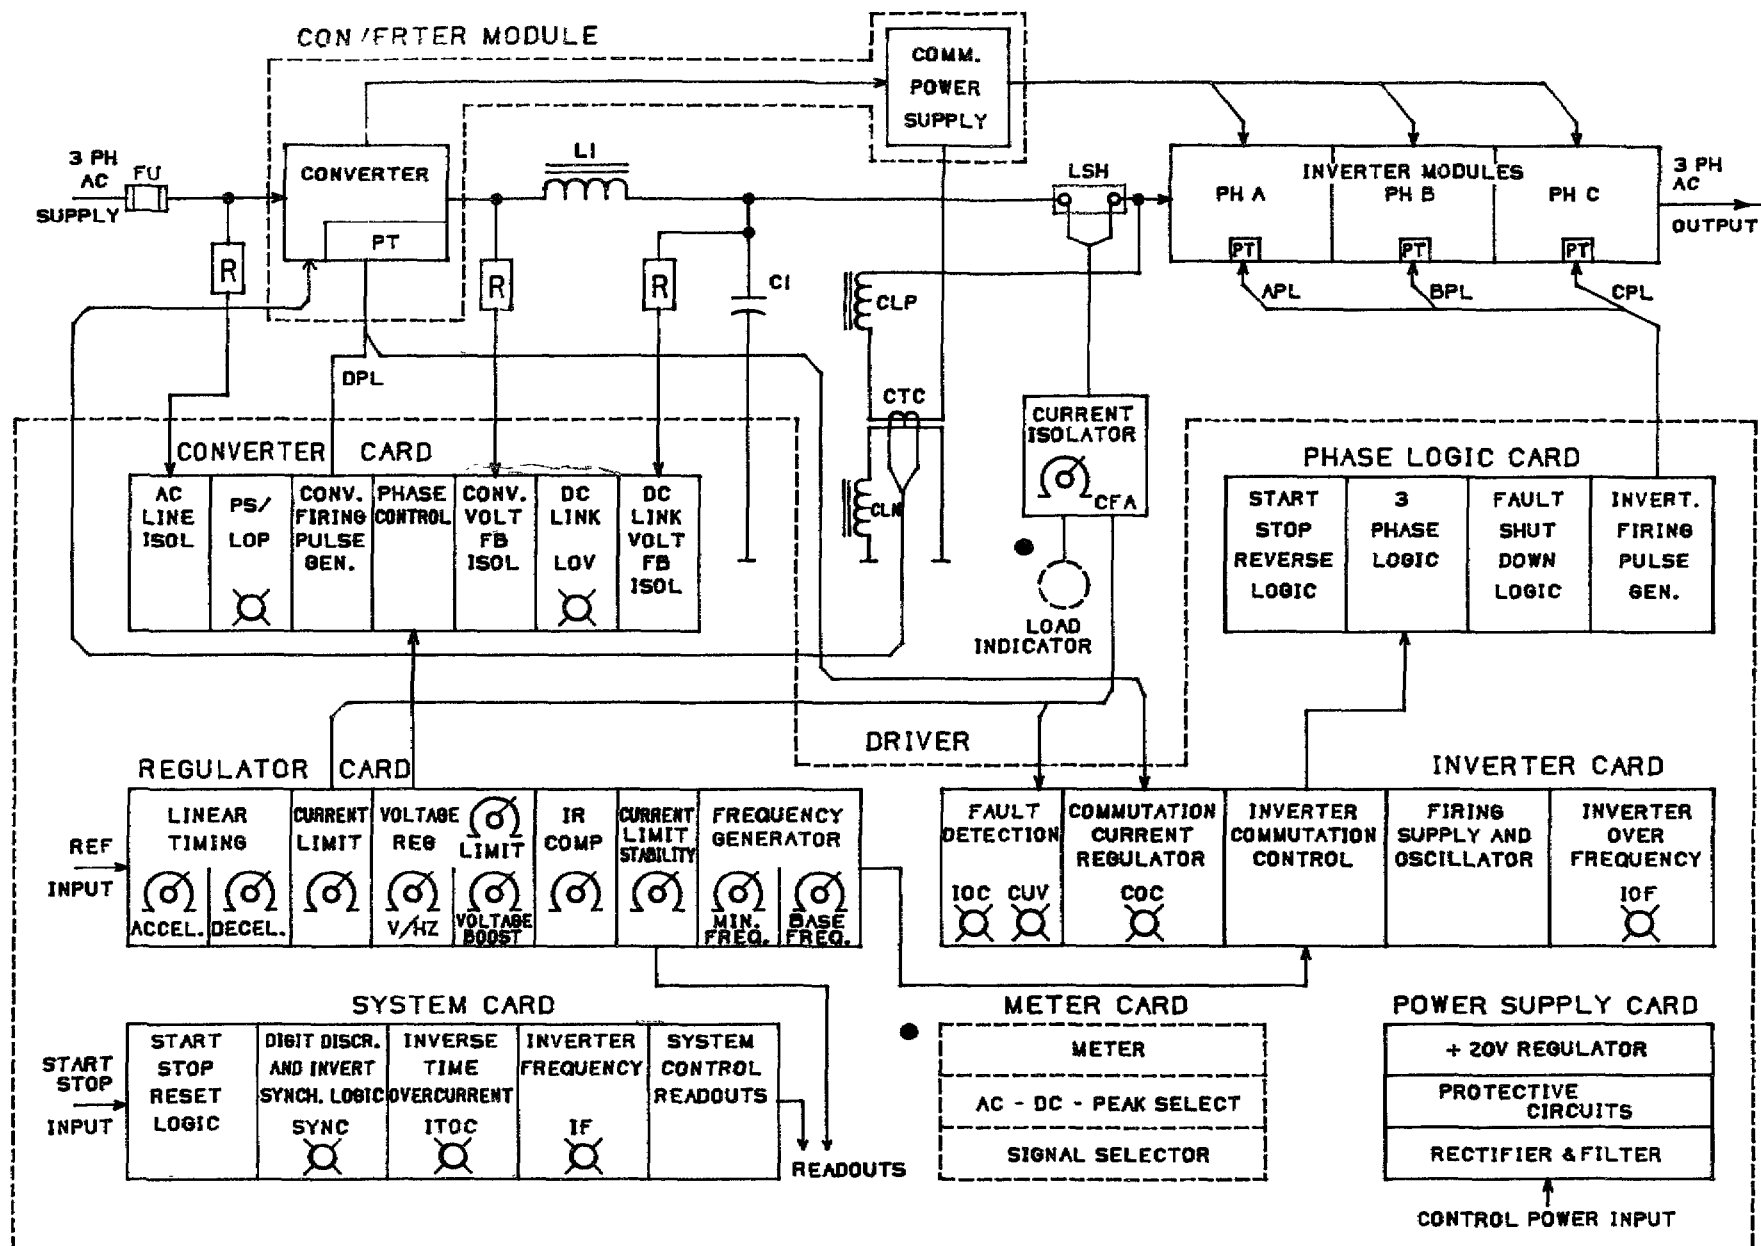 CON/FRTER MODULE
COMM.
POWER
SUPPLY
3 PH
AC
SUPPLY
FU
CONVERTER
PT
L1
LSH
INVERTER MODULES
PH A
PH B
PH C
PT
PT
PT
3 PH
AC
OUTPUT
R
R
R
C1
CLP
APL
BPL
CPL
DPL
CTC
CLN
CURRENT
ISOLATOR
CFA
LOAD
INDICATOR
CONVERTER CARD
AC
LINE
ISOL
PS/
LOP
CONV.
FIRING
PULSE
GEN.
PHASE
CONTROL
CONV.
VOLT
FB
ISOL
DC
LINK
LOV
DC
LINK
VOLT
FB
ISOL
PHASE LOGIC CARD
START
STOP
REVERSE
LOGIC
3
PHASE
LOGIC
FAULT
SHUT
DOWN
LOGIC
INVERT.
FIRING
PULSE
GEN.
DRIVER
REGULATOR CARD
REF
INPUT
LINEAR
TIMING
ACCEL.
DECEL.
CURRENT
LIMIT
VOLTAGE
REG
LIMIT
V/HZ
VOLTAGE
BOOST
IR
COMP
CURRENT
LIMIT
STABILITY
FREQUENCY
GENERATOR
MIN.
FREQ.
BASE
FREQ.
INVERTER CARD
FAULT
DETECTION
IOC
CUV
COMMUTATION
CURRENT
REGULATOR
COC
INVERTER
COMMUTATION
CONTROL
FIRING
SUPPLY AND
OSCILLATOR
INVERTER
OVER
FREQUENCY
IOF
SYSTEM CARD
START
STOP
INPUT
START
STOP
RESET
LOGIC
DIGIT DISCR.
AND INVERT
SYNCH. LOGIC
SYNC
INVERSE
TIME
OVERCURRENT
ITOC
INVERTER
FREQUENCY
IF
SYSTEM
CONTROL
READOUTS
READOUTS
METER CARD
METER
AC - DC - PEAK SELECT
SIGNAL SELECTOR
POWER SUPPLY CARD
+ 20V REGULATOR
PROTECTIVE
CIRCUITS
RECTIFIER & FILTER
CONTROL POWER INPUT